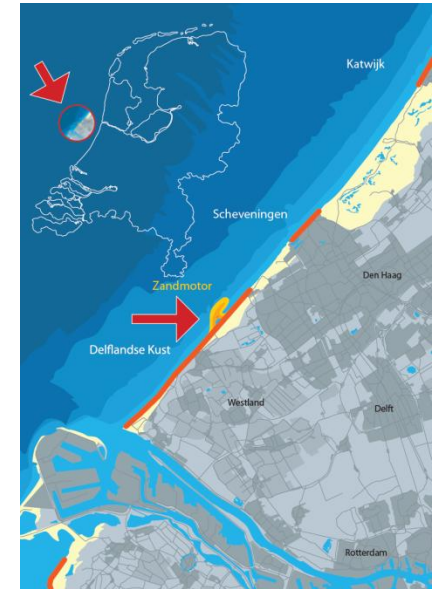 Katwijk
Scheveningen
Den Haag
Zandmotor
Delflandse Kust
Westland
Delft
Rotterdam